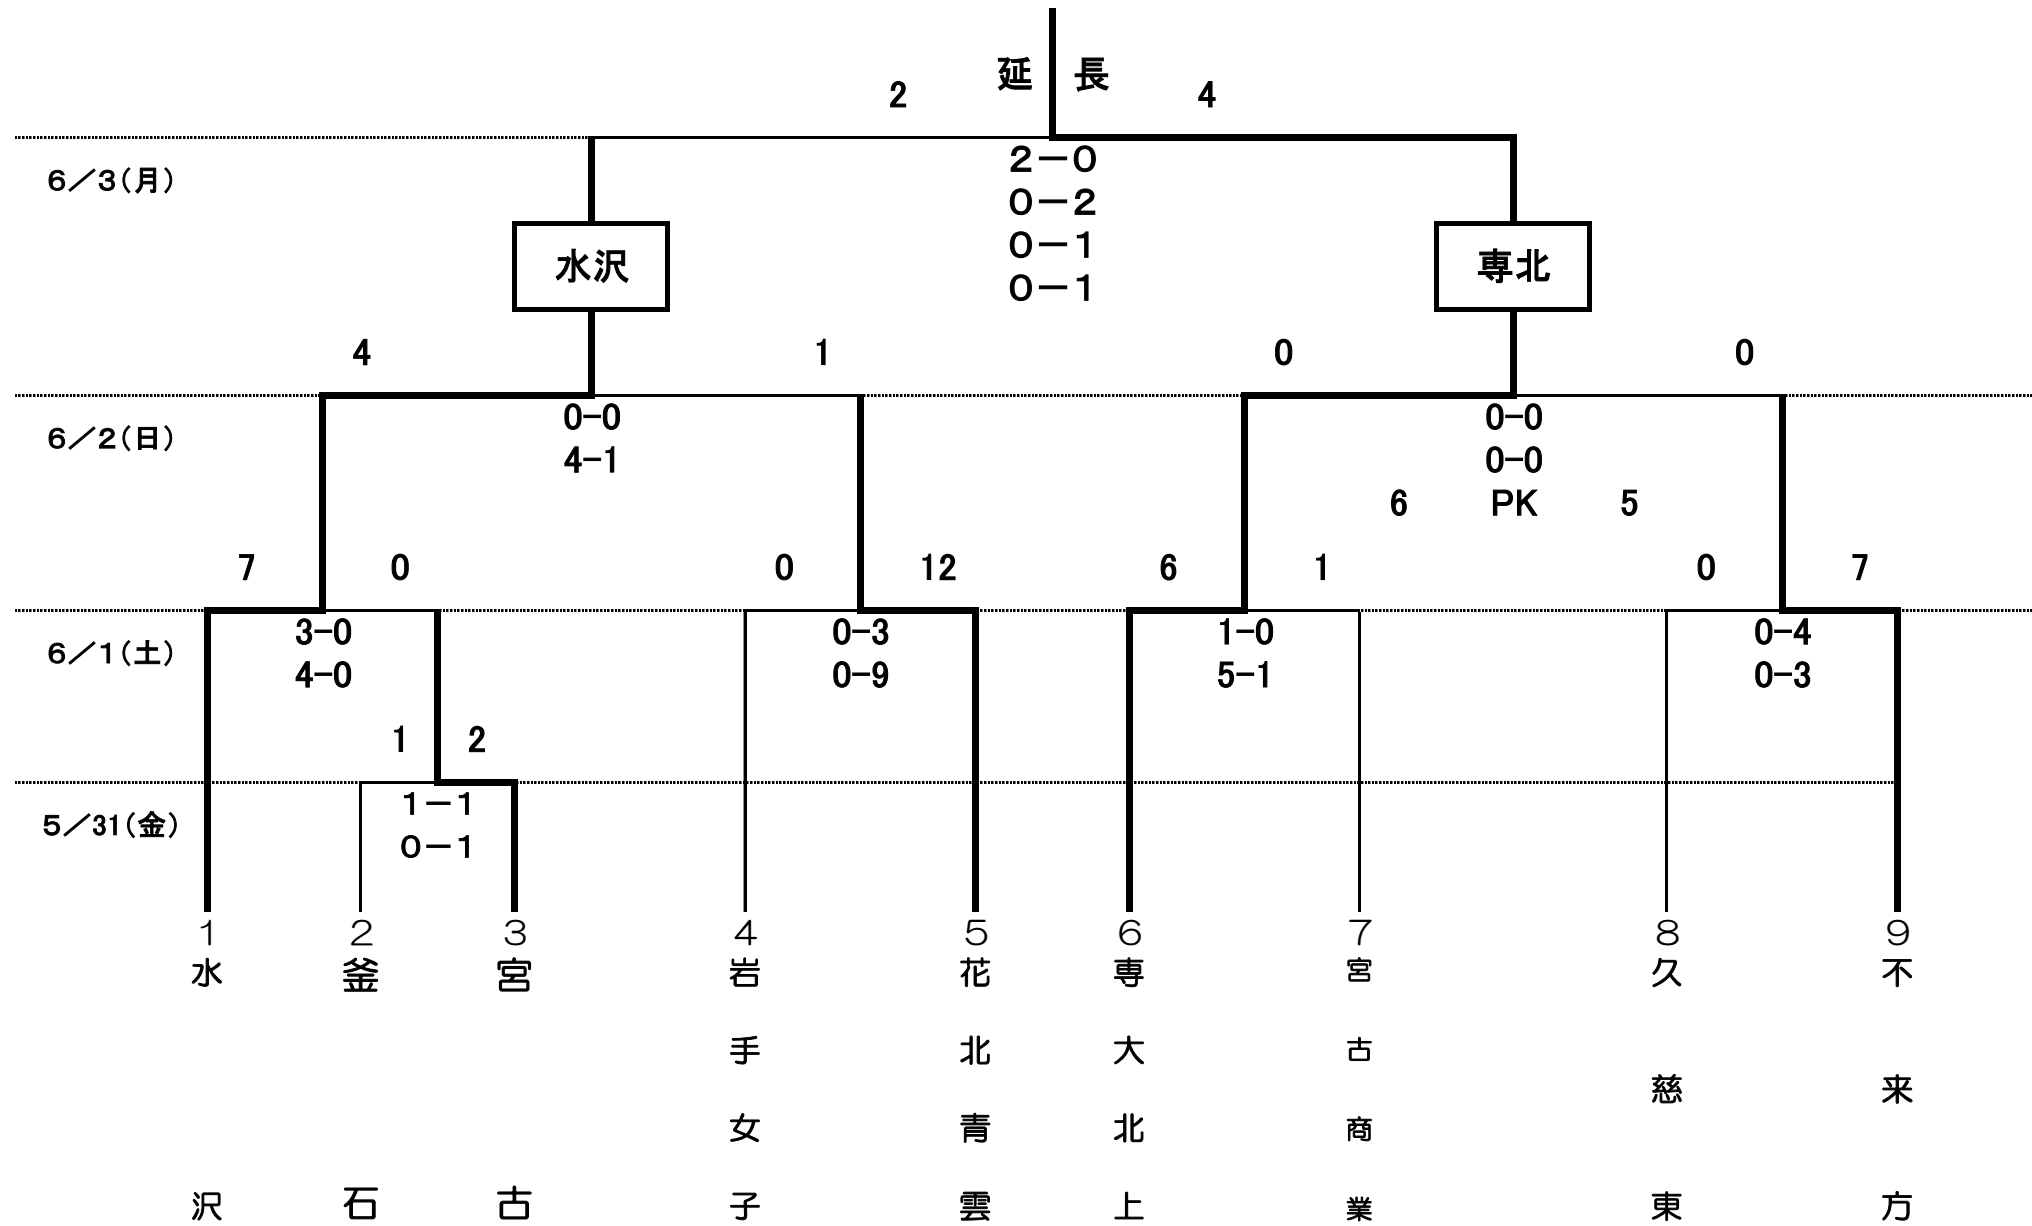 延長
2 4
6／3（月）
２－０
０－２
０－１
０－１
水沢 専北
4 1 0 0
6／2（日）
0-0 0-0
4-1 0-0
6 PK 5
7 0 0 12 6 1 0 7
6／1（土）
3-0 0-3 1-0 0-4
4-0 0-9 5-1 0-3
1 2
5／31（金）
１－１
０－１
1 2 3 4 5 6 7 8 9
水沢
釜石
宮古
岩手女子
花北青雲
専大北上
宮古商業
久慈東
不来方